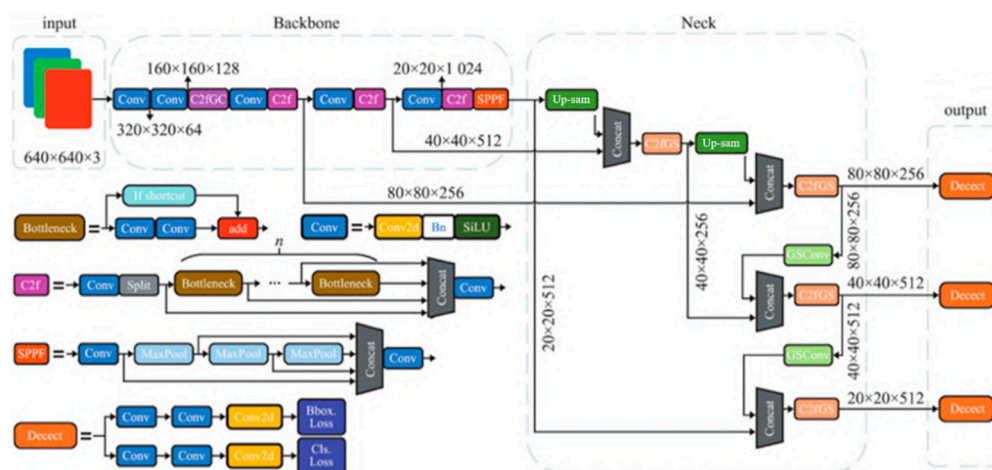 input
Backbone
Neck
output
160×160×128
20×20×1 024
Conv Conv C2fGC Conv C2f Conv C2f Conv C2f SPPF
320×320×64
640×640×3
40×40×512
80×80×256
Up-sam
Concat
C2fGS
Up-sam
Concat
C2fGS
80×80×256
Decect
80×80×256
GSConv
40×40×256
Concat
C2fGS
40×40×512
Decect
40×40×512
GSConv
20×20×512
Concat
C2fGS
20×20×512
Decect
If shortcut
Bottleneck = Conv Conv add
Conv = Conv2d Bn SiLU
n
C2f = Conv Split Bottleneck ... Bottleneck Concat Conv
SPPF = Conv MaxPool MaxPool MaxPool Concat Conv
Decect =
Conv Conv Conv2d Bbox.
Loss
Conv Conv Conv2d Cls.
Loss